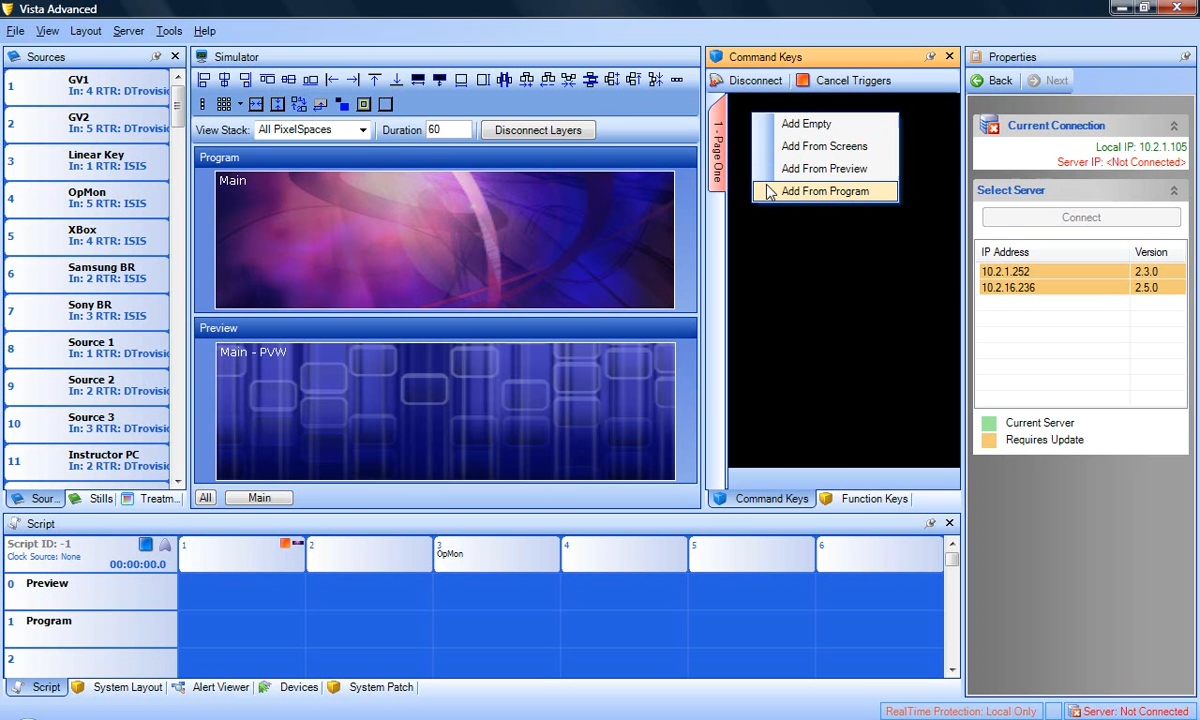 Vista Advanced
File View Layout Server Tools Help
Sources
1 GV1
In: 4 RTR: DTrovisio
2 GV2
In: 5 RTR: DTrovisio
3 Linear Key
In: 1 RTR: ISIS
4 OpMon
In: 5 RTR: ISIS
5 XBox
In: 4 RTR: ISIS
6 Samsung BR
In: 2 RTR: ISIS
7 Sony BR
In: 3 RTR: ISIS
8 Source 1
In: 1 RTR: DTrovisio
9 Source 2
In: 2 RTR: DTrovisio
10 Source 3
In: 3 RTR: DTrovisio
11 Instructor PC
In: 2 RTR: DTrovisio
Sour... Stills Treatm...
Simulator
View Stack: All PixelSpaces Duration 60 Disconnect Layers
Program
Main
Preview
Main - PVW
All Main
Command Keys
Disconnect Cancel Triggers
1 - Page One
Add Empty
Add From Screens
Add From Preview
Add From Program
Command Keys Function Keys
Properties
Back Next
Current Connection
Local IP: 10.2.1.105
Server IP: <Not Connected>
Select Server
Connect
IP Address Version
10.2.1.252 2.3.0
10.2.16.236 2.5.0
Current Server
Requires Update
Script
Script ID: -1
Clock Source: None
00:00:00.0
1 2 3 4 5 6
OpMon
0 Preview
1 Program
2
Script System Layout Alert Viewer Devices System Patch
RealTime Protection: Local Only Server: Not Connected